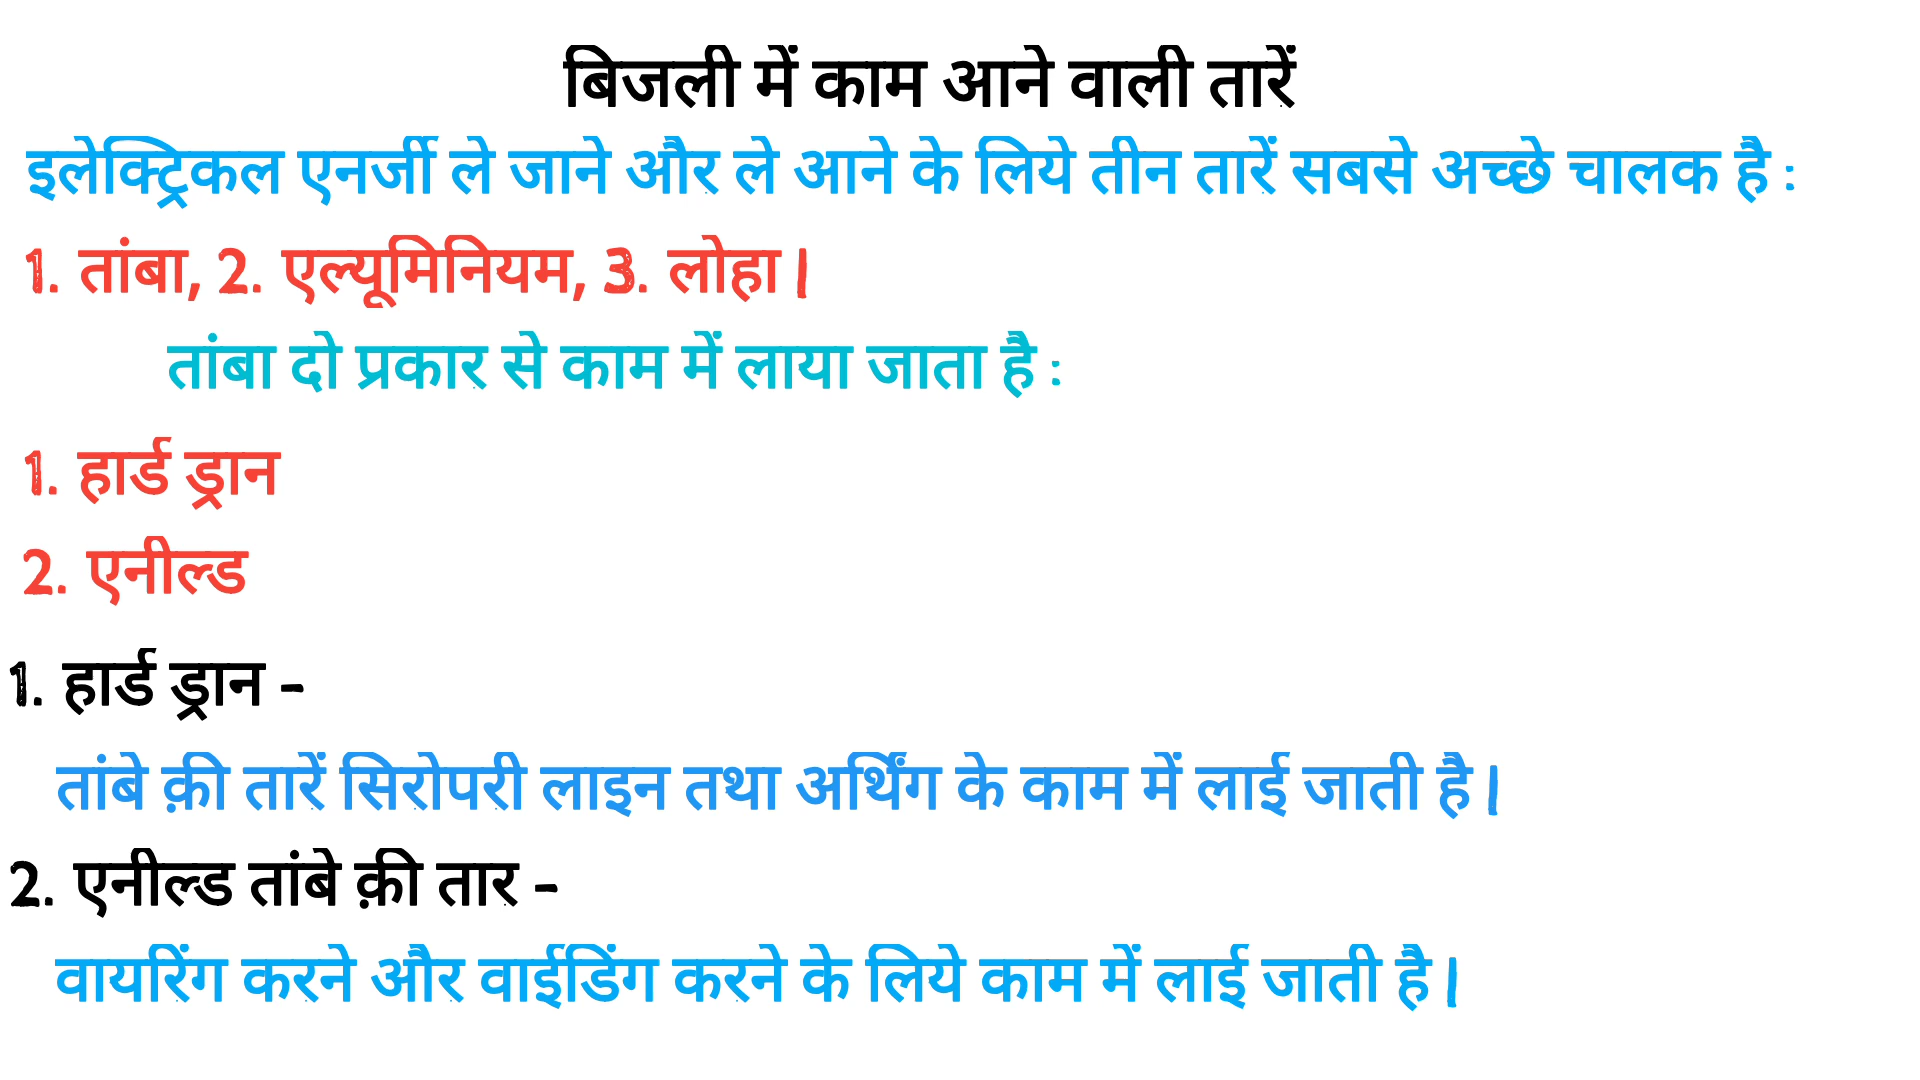 बिजली में काम आने वाली तारें
इलेक्ट्रिकल एनर्जी ले जाने और ले आने के लिये तीन तारें सबसे अच्छे चालक है :
1. तांबा, 2. एल्यूमिनियम, 3. लोहा |
तांबा दो प्रकार से काम में लाया जाता है :
1. हार्ड ड्रान
2. एनील्ड
1. हार्ड ड्रान -
तांबे क़ी तारें सिरोपरी लाइन तथा अर्थिंग के काम में लाई जाती है |
2. एनील्ड तांबे क़ी तार -
वायरिंग करने और वाईडिंग करने के लिये काम में लाई जाती है |